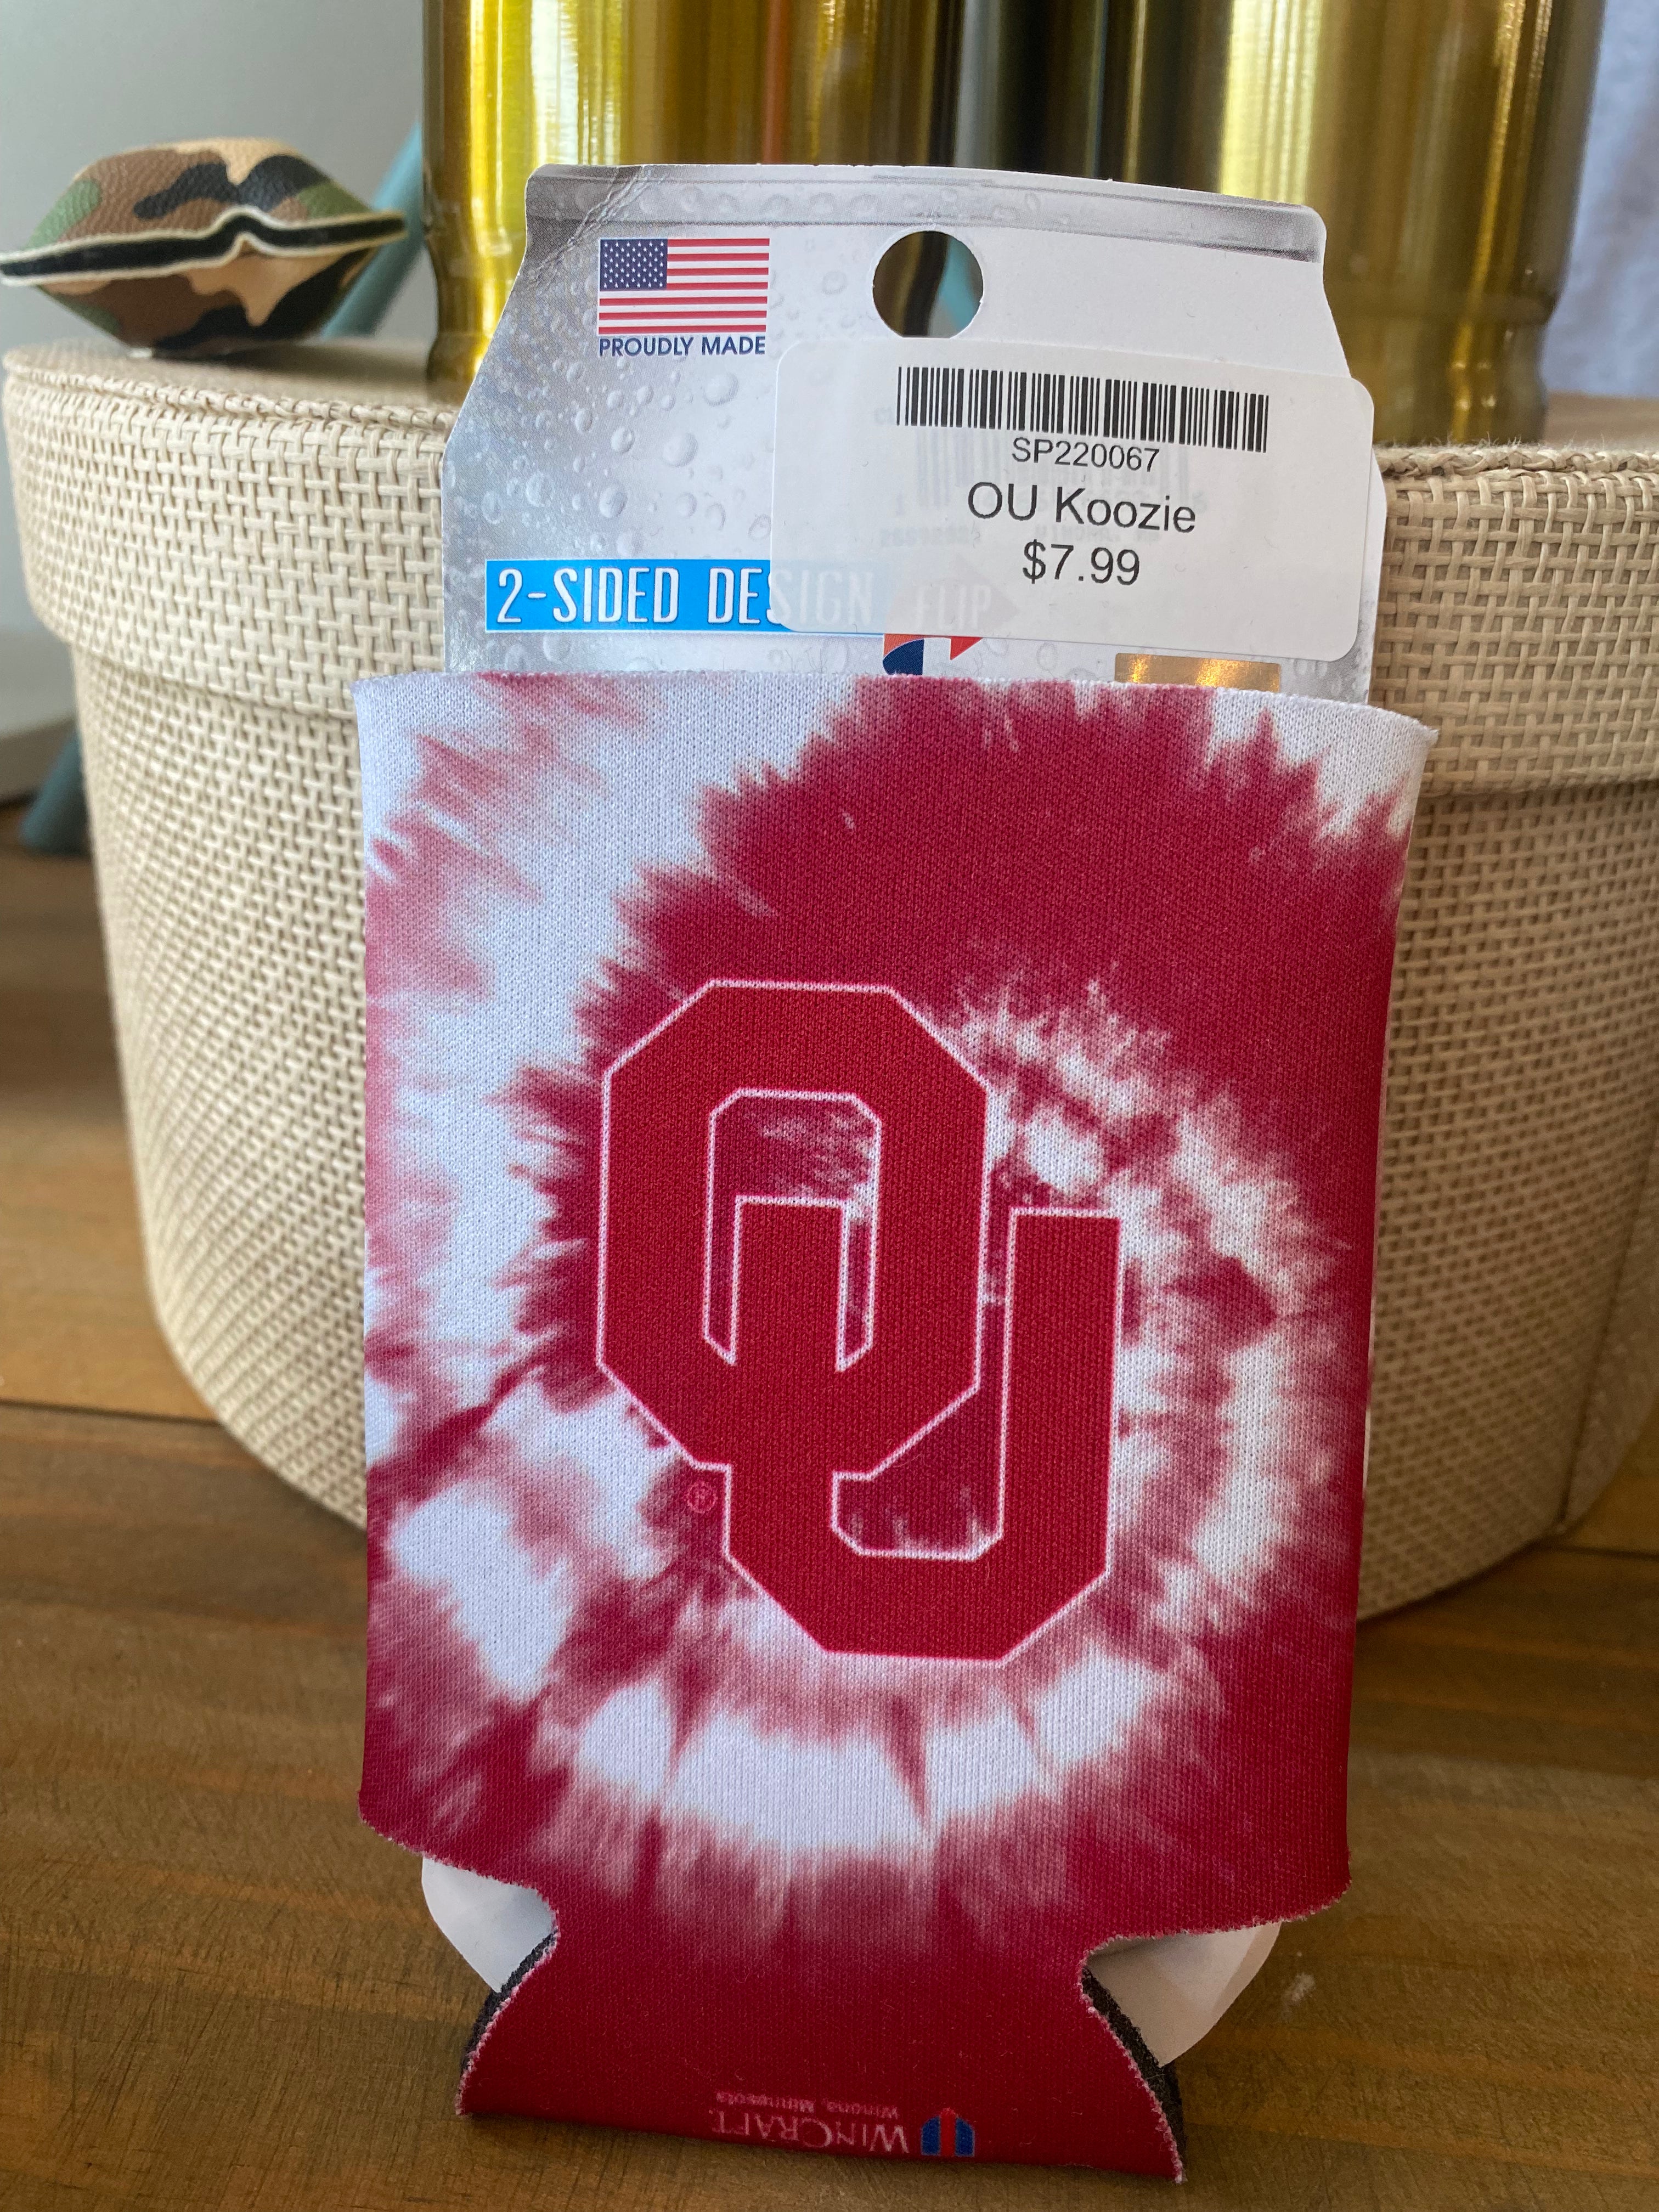 PROUDLY MADE
SP220067
OU Koozie
$7.99
2-SIDED DESIGN FLIP
OU
®
WINCRAFT
Winona, Minnesota